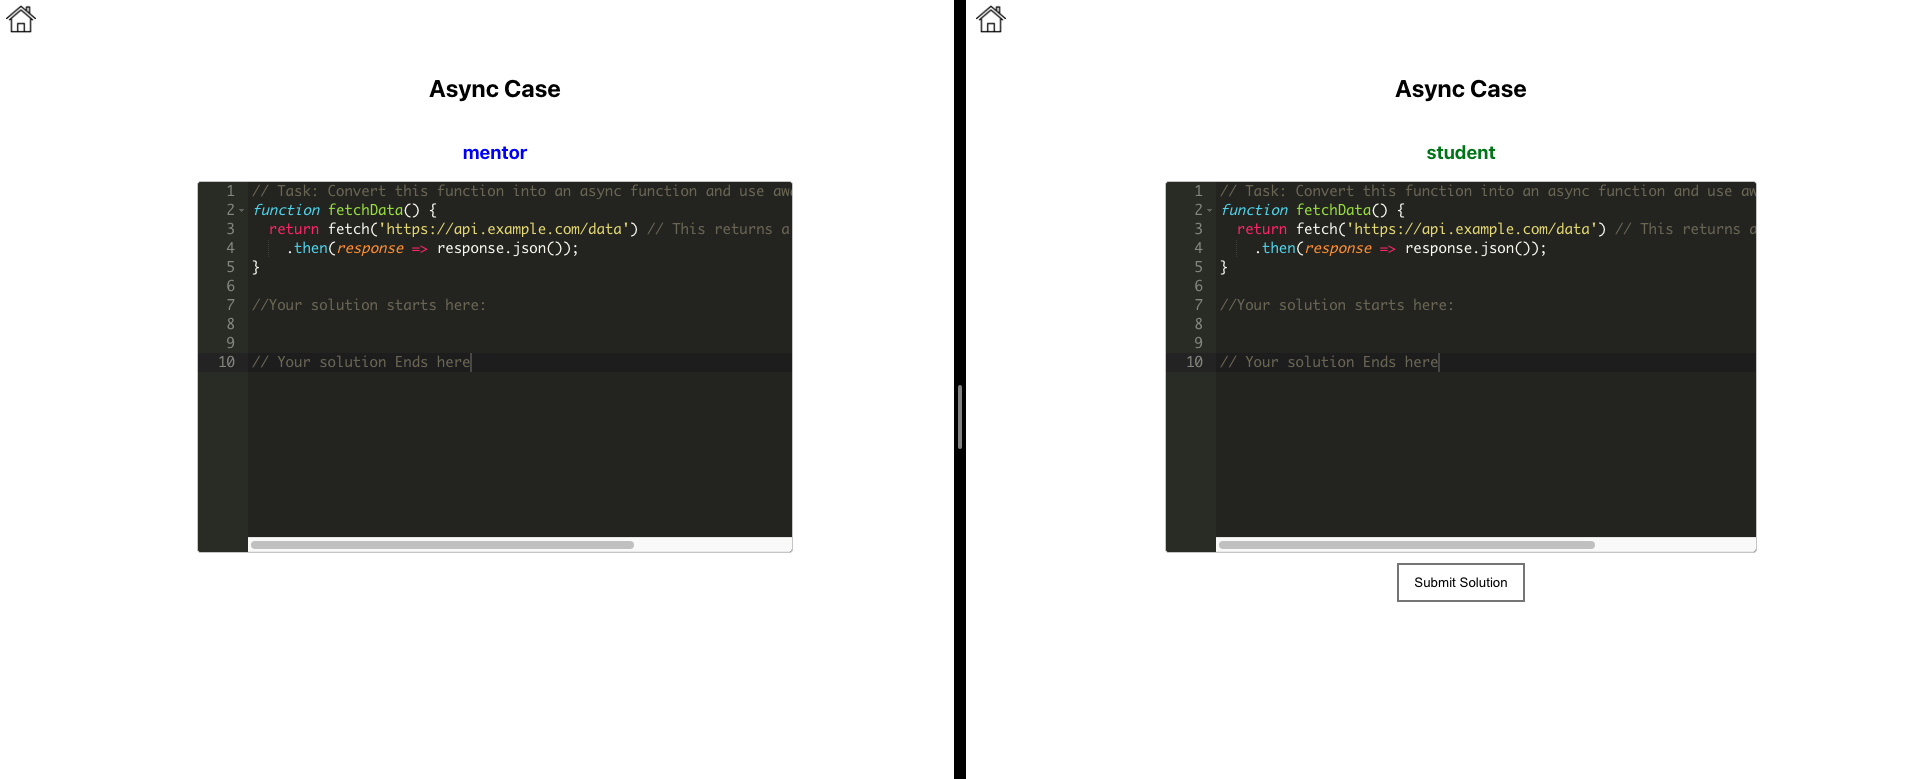 Async Case
mentor
1 // Task: Convert this function into an async function and use
2 function fetchData() {
3 return fetch('https://api.example.com/data') // This returns
4 .then(response => response.json());
5 }
6
7 //Your solution starts here:
8
9
10 // Your solution Ends here
Async Case
student
1 // Task: Convert this function into an async function and use
2 function fetchData() {
3 return fetch('https://api.example.com/data') // This returns
4 .then(response => response.json());
5 }
6
7 //Your solution starts here:
8
9
10 // Your solution Ends here
Submit Solution